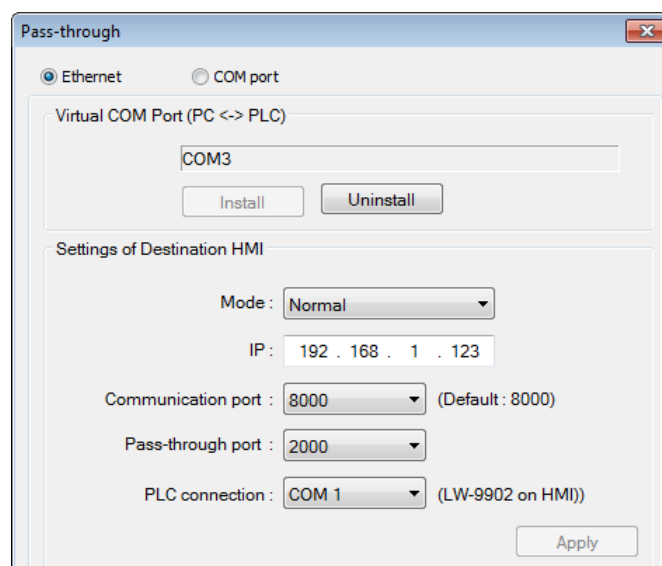 Pass-through
Ethernet COM port
Virtual COM Port (PC <-> PLC)
COM3
Install Uninstall
Settings of Destination HMI
Mode : Normal
IP : 192 . 168 . 1 . 123
Communication port : 8000 (Default : 8000)
Pass-through port : 2000
PLC connection : COM 1 (LW-9902 on HMI))
Apply